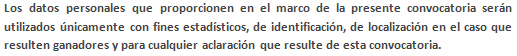 Los datos personales que proporcionen en el marco de la presente convocatoria serán
utilizados únicamente con fines estadísticos, de identificación, de localización en el caso que
resulten ganadores y para cualquier aclaración que resulte de esta convocatoria.